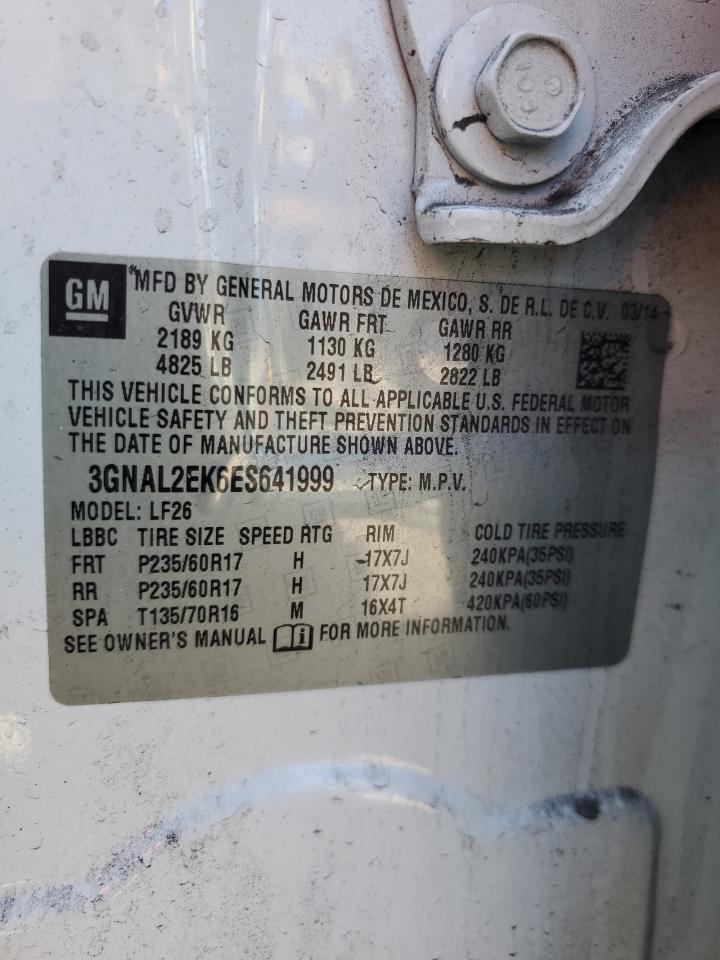 GM
®MFD BY GENERAL MOTORS DE MEXICO, S. DE R.L. DE C.V. 03/14
GVWR GAWR FRT GAWR RR
2189 KG 1130 KG 1280 KG
4825 LB 2491 LB 2822 LB
THIS VEHICLE CONFORMS TO ALL APPLICABLE U.S. FEDERAL MOTOR
VEHICLE SAFETY AND THEFT PREVENTION STANDARDS IN EFFECT ON
THE DATE OF MANUFACTURE SHOWN ABOVE.
3GNAL2EK6ES641999 TYPE: M.P.V.
MODEL: LF26
LBBC TIRE SIZE SPEED RTG RIM COLD TIRE PRESSURE
FRT P235/60R17 H 17X7J 240KPA(35PSI)
RR P235/60R17 H 17X7J 240KPA(35PSI)
SPA T135/70R16 M 16X4T 420KPA(60PSI)
SEE OWNER'S MANUAL i FOR MORE INFORMATION.